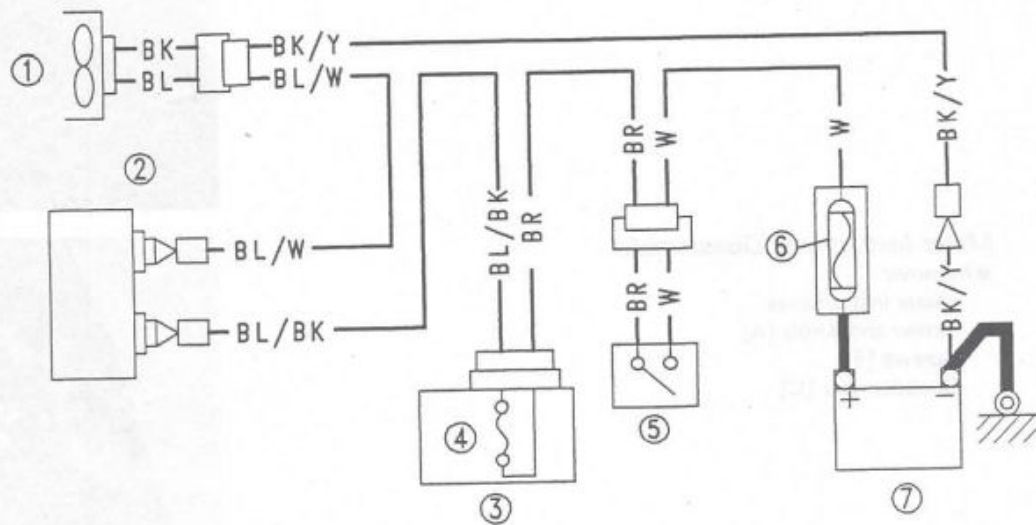 ① BK BK/Y
BL BL/W
②
BL/W
BL/BK
BL/BK
BR
④
③
BR W
BR W
⑤
W
⑥
BK/Y
BK/Y
+ -
⑦